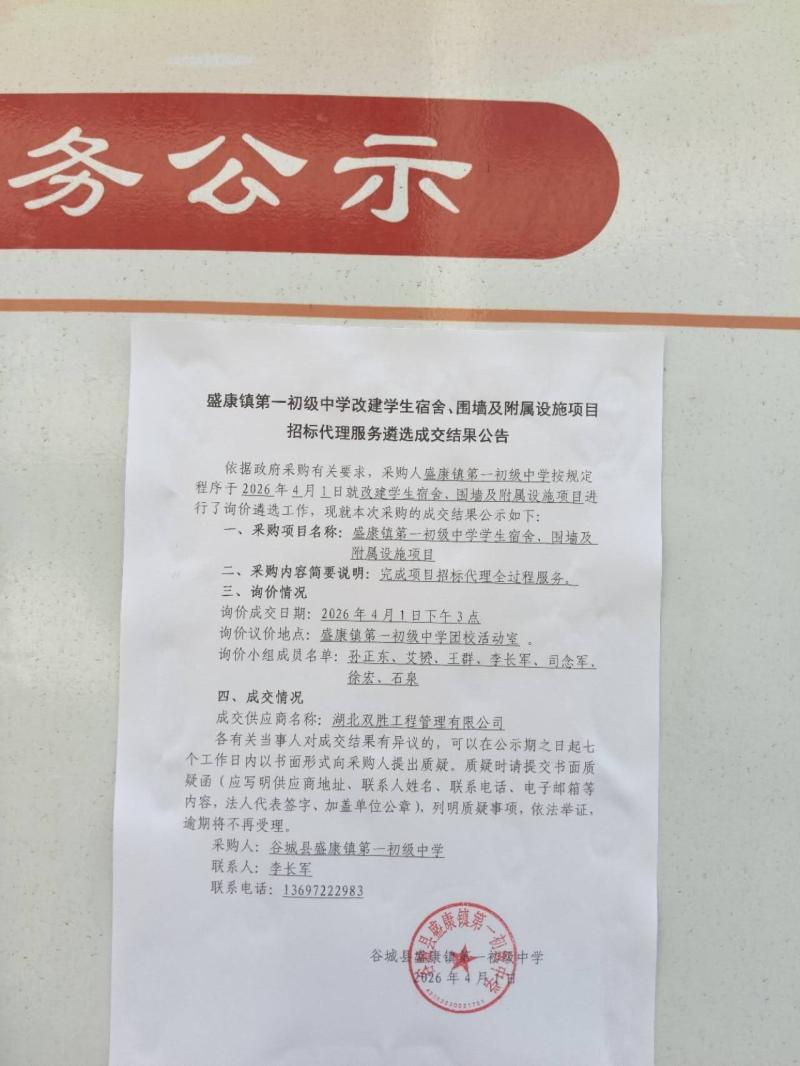 务公示
盛康镇第一初级中学改建学生宿舍、围墙及附属设施项目
招标代理服务遴选成交结果公告
依据政府采购有关要求，采购人盛康镇第一初级中学按规定
程序于 2026 年 4 月 1 日就改建学生宿舍、围墙及附属设施项目进
行了询价遴选工作，现就本次采购的成交结果公示如下：
一、采购项目名称：盛康镇第一初级中学学生宿舍、围墙及
附属设施项目
二、采购内容简要说明：完成项目招标代理全过程服务。
三、询价情况
询价成交日期：2026 年 4 月 1 日下午 3 点
询价议价地点：盛康镇第一初级中学团校活动室 。
询价小组成员名单：孙正东、艾赟、王群、李长军、司念军、
徐宏、石泉
四、成交情况
成交供应商名称：湖北双胜工程管理有限公司
各有关当事人对成交结果有异议的，可以在公示期之日起七
个工作日内以书面形式向采购人提出质疑。质疑时请提交书面质
疑函（应写明供应商地址、联系人姓名、联系电话、电子邮箱等
内容，法人代表签字、加盖单位公章），列明质疑事项，依法举证，
逾期将不再受理。
采购人：谷城县盛康镇第一初级中学
联系人：李长军
联系电话：13697222983
谷城县盛康镇第一初级中学
2026 年 4 月 日
谷城县盛康镇第一初级中学